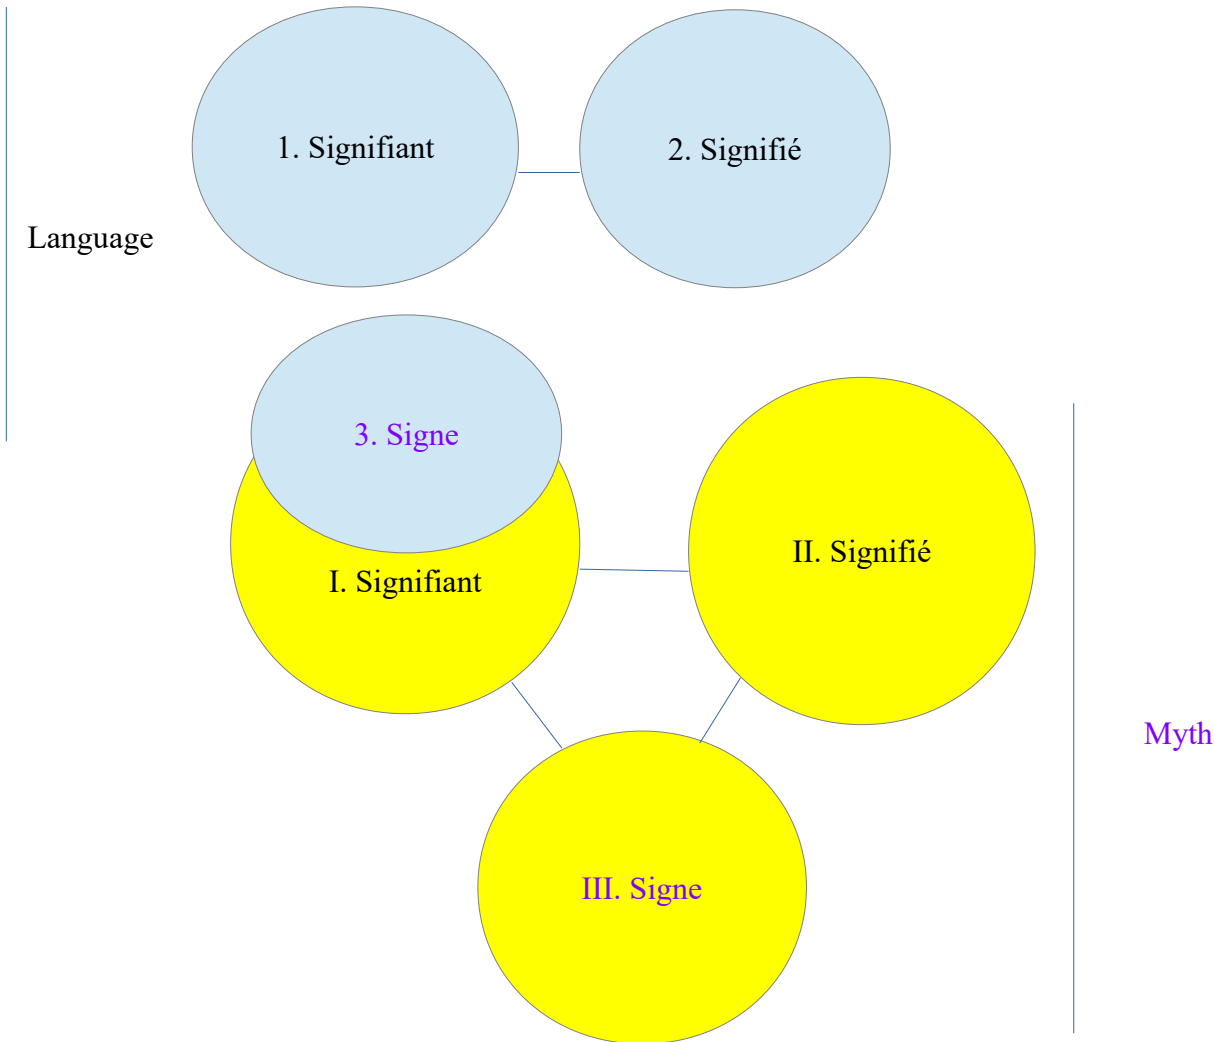 1. Signifiant
2. Signifié
Language
3. Signe
I. Signifiant
II. Signifié
Myth
III. Signe